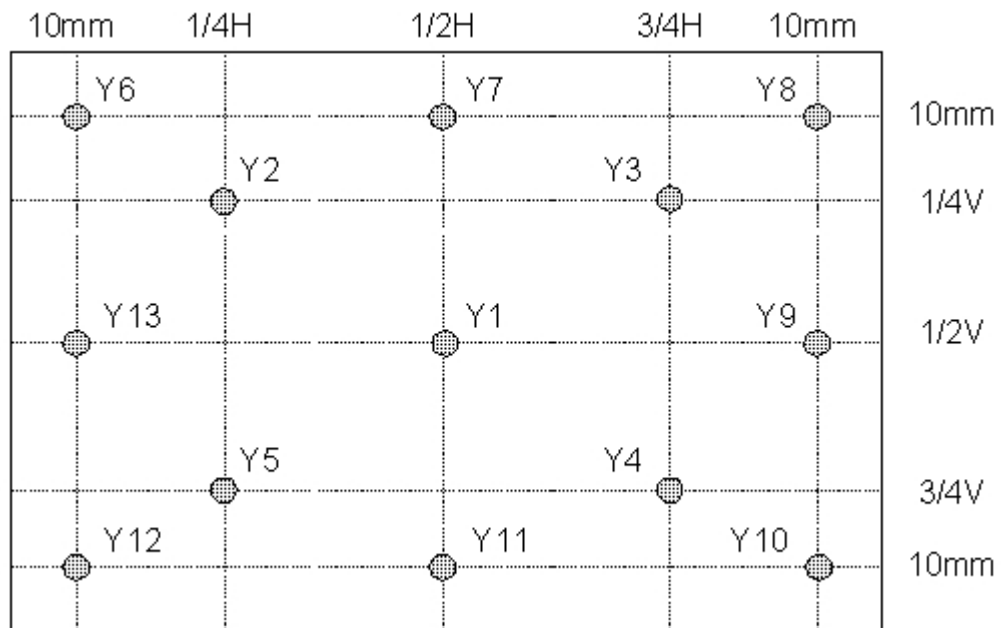 10mm 1/4H 1/2H 3/4H 10mm
Y6 Y7 Y8 10mm
Y2 Y3 1/4V
Y13 Y1 Y9 1/2V
Y5 Y4 3/4V
Y12 Y11 Y10 10mm